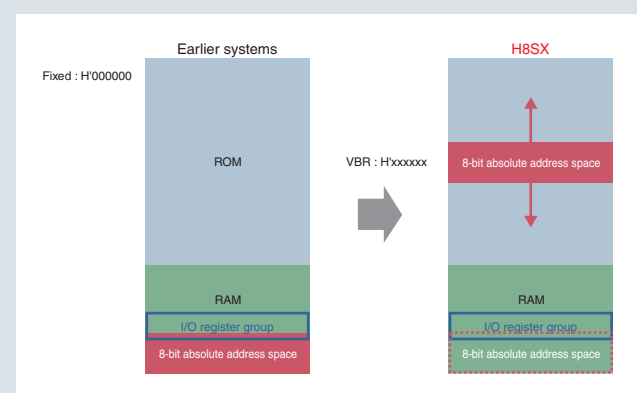 Earlier systems
H8SX
Fixed : H'000000
ROM
VBR : H'xxxxxx
8-bit absolute address space
RAM
RAM
I/O register group
I/O register group
8-bit absolute address space
8-bit absolute address space